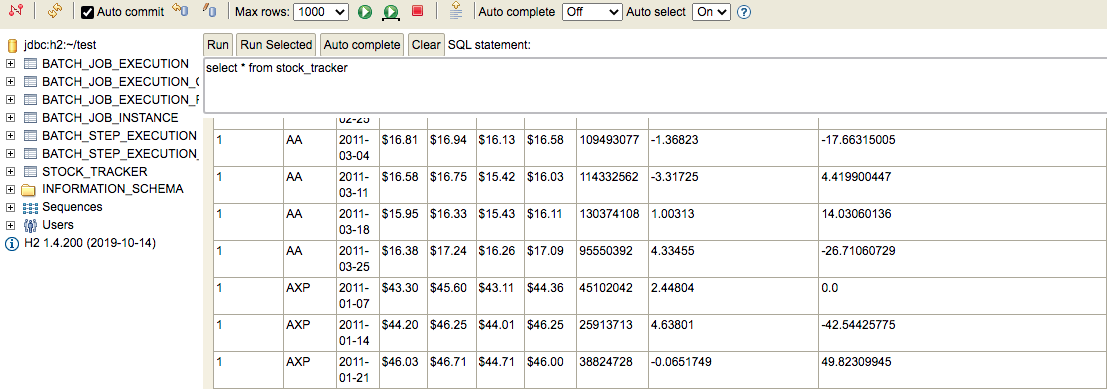 Auto commit Max rows: 1000 Auto complete Off Auto select On
jdbc:h2:~/test
BATCH_JOB_EXECUTION
BATCH_JOB_EXECUTION_
BATCH_JOB_EXECUTION_
BATCH_JOB_INSTANCE
BATCH_STEP_EXECUTION
BATCH_STEP_EXECUTION_
STOCK_TRACKER
INFORMATION_SCHEMA
Sequences
Users
H2 1.4.200 (2019-10-14)
Run Run Selected Auto complete Clear SQL statement:
select * from stock_tracker
02-25
1 AA 2011- $16.81 $16.94 $16.13 $16.58 109493077 -1.36823 -17.66315005
03-04
1 AA 2011- $16.58 $16.75 $15.42 $16.03 114332562 -3.31725 4.419900447
03-11
1 AA 2011- $15.95 $16.33 $15.43 $16.11 130374108 1.00313 14.03060136
03-18
1 AA 2011- $16.38 $17.24 $16.26 $17.09 95550392 4.33455 -26.71060729
03-25
1 AXP 2011- $43.30 $45.60 $43.11 $44.36 45102042 2.44804 0.0
01-07
1 AXP 2011- $44.20 $46.25 $44.01 $46.25 25913713 4.63801 -42.54425775
01-14
1 AXP 2011- $46.03 $46.71 $44.71 $46.00 38824728 -0.0651749 49.82309945
01-21